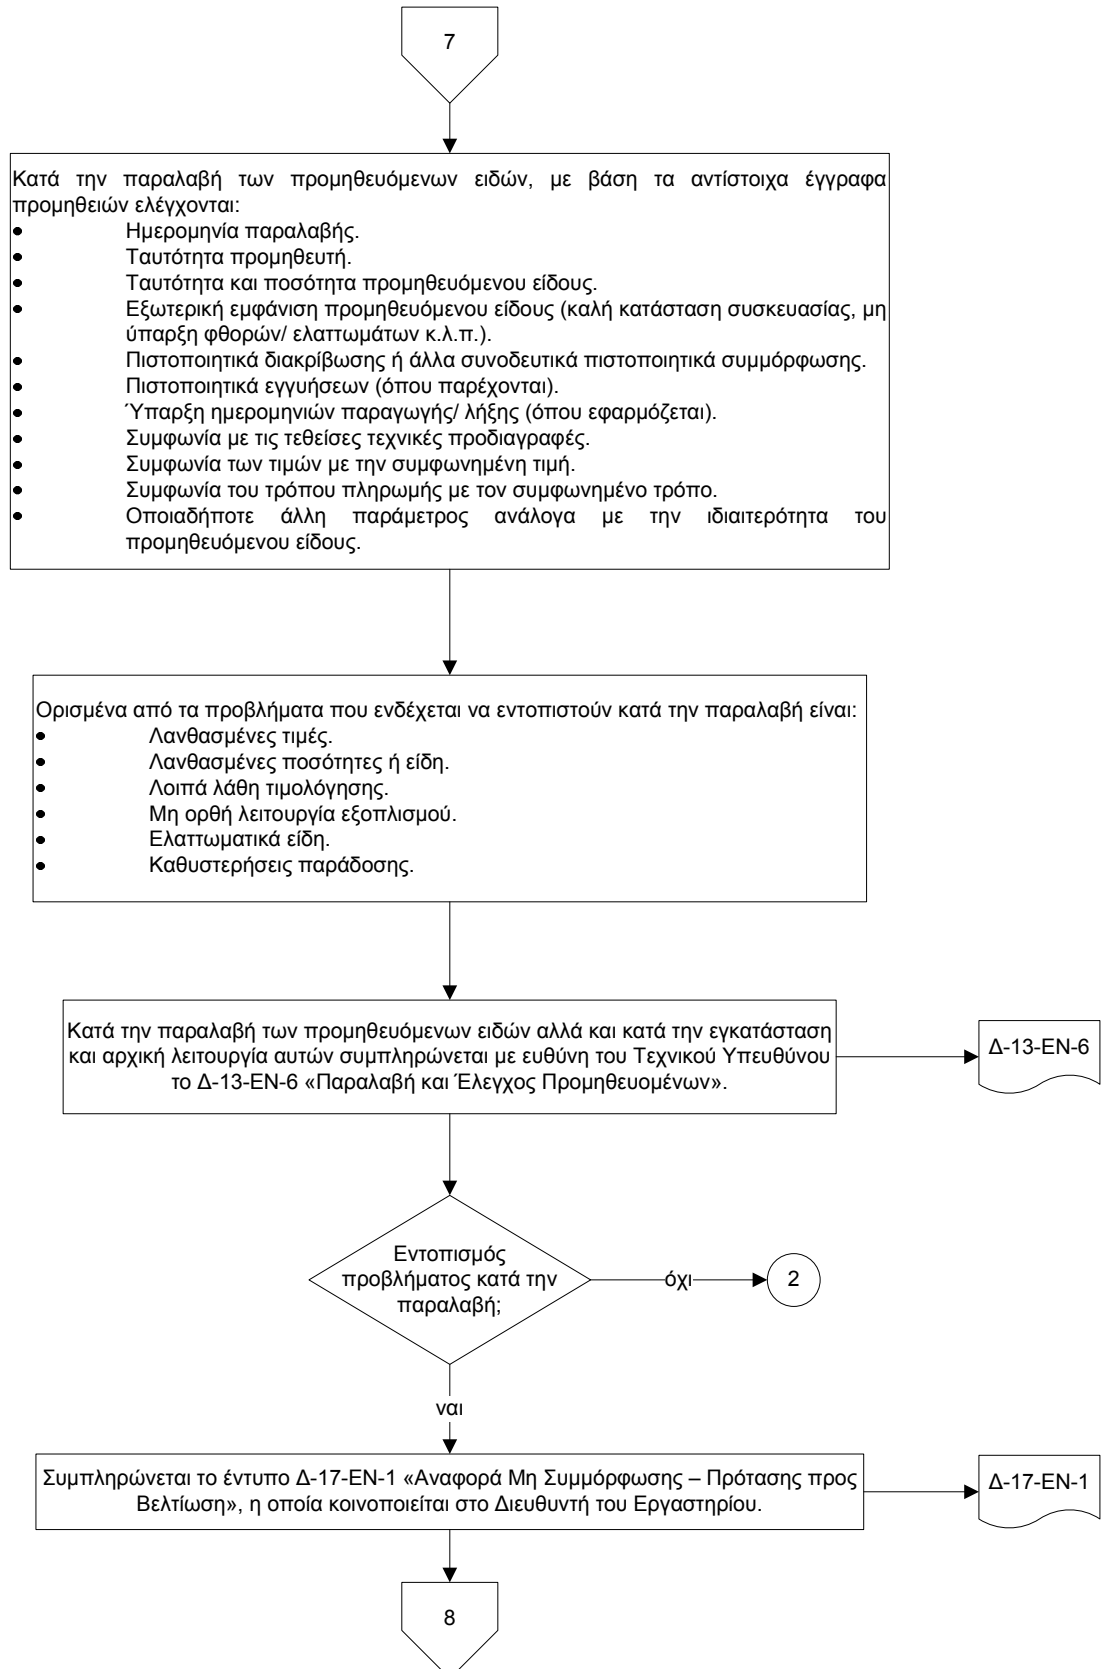 7
Κατά την παραλαβή των προμηθευόμενων ειδών, με βάση τα αντίστοιχα έγγραφα
προμηθειών ελέγχονται:
• Ημερομηνία παραλαβής.
• Ταυτότητα προμηθευτή.
• Ταυτότητα και ποσότητα προμηθευόμενου είδους.
• Εξωτερική εμφάνιση προμηθευόμενου είδους (καλή κατάσταση συσκευασίας, μη
ύπαρξη φθορών/ ελαττωμάτων κ.λ.π.).
• Πιστοποιητικά διακρίβωσης ή άλλα συνοδευτικά πιστοποιητικά συμμόρφωσης.
• Πιστοποιητικά εγγυήσεων (όπου παρέχονται).
• Ύπαρξη ημερομηνιών παραγωγής/ λήξης (όπου εφαρμόζεται).
• Συμφωνία με τις τεθείσες τεχνικές προδιαγραφές.
• Συμφωνία των τιμών με την συμφωνημένη τιμή.
• Συμφωνία του τρόπου πληρωμής με τον συμφωνημένο τρόπο.
• Οποιαδήποτε άλλη παράμετρος ανάλογα με την ιδιαιτερότητα του
προμηθευόμενου είδους.
Ορισμένα από τα προβλήματα που ενδέχεται να εντοπιστούν κατά την παραλαβή είναι:
• Λανθασμένες τιμές.
• Λανθασμένες ποσότητες ή είδη.
• Λοιπά λάθη τιμολόγησης.
• Μη ορθή λειτουργία εξοπλισμού.
• Ελαττωματικά είδη.
• Καθυστερήσεις παράδοσης.
Κατά την παραλαβή των προμηθευόμενων ειδών αλλά και κατά την εγκατάσταση
και αρχική λειτουργία αυτών συμπληρώνεται με ευθύνη του Τεχνικού Υπευθύνου
το Δ-13-ΕΝ-6 «Παραλαβή και Έλεγχος Προμηθευομένων».
Δ-13-ΕΝ-6
Εντοπισμός
προβλήματος κατά την
παραλαβή;
όχι
2
ναι
Συμπληρώνεται το έντυπο Δ-17-ΕΝ-1 «Αναφορά Μη Συμμόρφωσης – Πρότασης προς
Βελτίωση», η οποία κοινοποιείται στο Διευθυντή του Εργαστηρίου.
Δ-17-ΕΝ-1
8